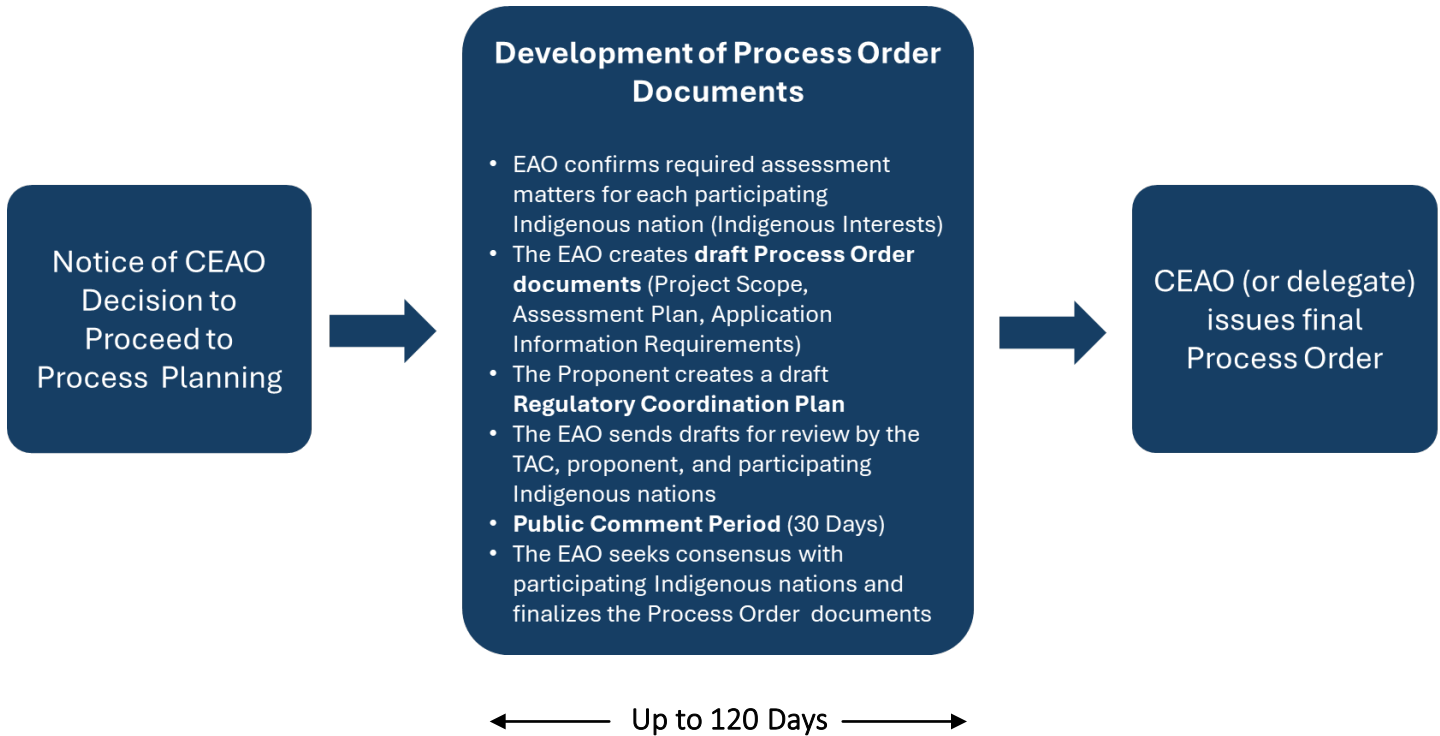 Notice of CEAO
Decision to
Proceed to
Process Planning
Development of Process Order
Documents
• EAO confirms required assessment
matters for each participating
Indigenous nation (Indigenous Interests)
• The EAO creates draft Process Order
documents (Project Scope,
Assessment Plan, Application
Information Requirements)
• The Proponent creates a draft
Regulatory Coordination Plan
• The EAO sends drafts for review by the
TAC, proponent, and participating
Indigenous nations
• Public Comment Period (30 Days)
• The EAO seeks consensus with
participating Indigenous nations and
finalizes the Process Order documents
CEAO (or delegate)
issues final
Process Order
Up to 120 Days